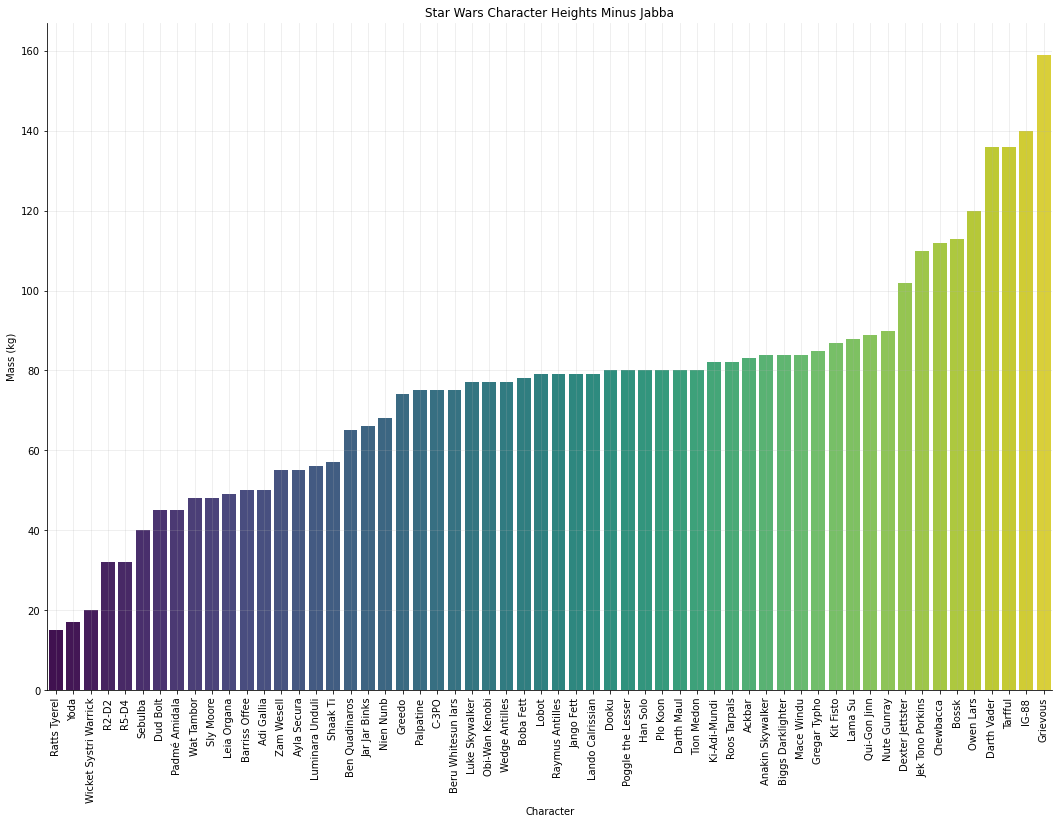 Star Wars Character Heights Minus Jabba
Mass (kg)
160
140
120
100
80
60
40
20
0
Ratts Tyerel
Yoda
Wicket Systri Warrick
R2-D2
R5-D4
Sebulba
Dud Bolt
Padmé Amidala
Wat Tambor
Sly Moore
Leia Organa
Barriss Offee
Adi Gallia
Zam Wesell
Ayla Secura
Luminara Unduli
Shaak Ti
Ben Quadinaros
Jar Jar Binks
Nien Nunb
Greedo
Palpatine
C-3PO
Beru Whitesun lars
Luke Skywalker
Obi-Wan Kenobi
Wedge Antilles
Boba Fett
Lobot
Raymus Antilles
Jango Fett
Lando Calrissian
Dooku
Poggle the Lesser
Han Solo
Plo Koon
Darth Maul
Tion Medon
Ki-Adi-Mundi
Roos Tarpals
Ackbar
Anakin Skywalker
Biggs Darklighter
Mace Windu
Gregar Typho
Kit Fisto
Lama Su
Qui-Gon Jinn
Nute Gunray
Dexter Jettster
Jek Tono Porkins
Chewbacca
Bossk
Owen Lars
Darth Vader
Tarfful
IG-88
Grievous
Character